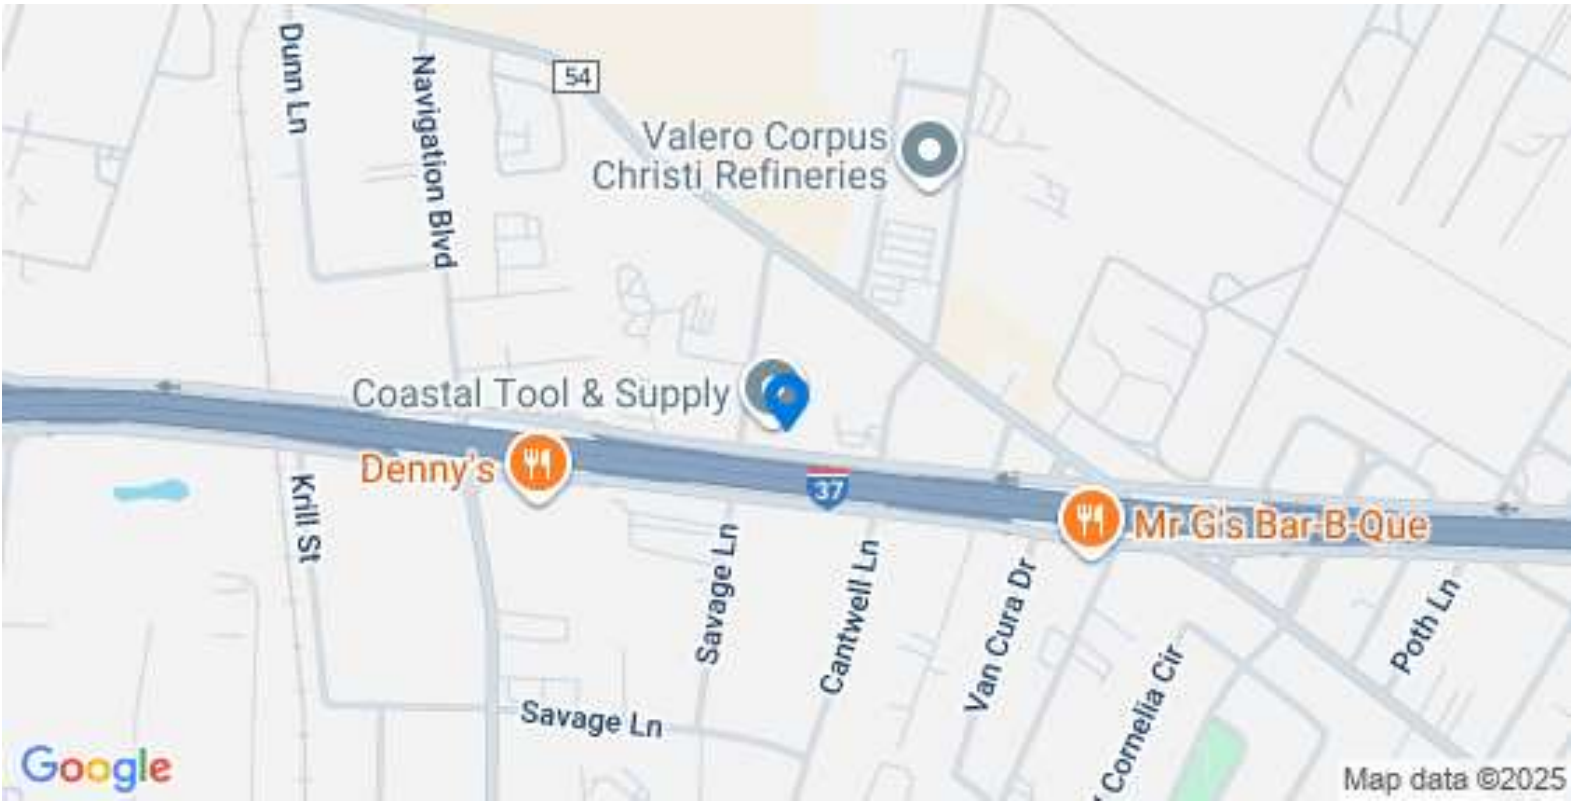 Dunn Ln
Navigation Blvd
54
Valero Corpus
Christi Refineries
Coastal Tool & Supply
Denny's
37
Mr G's Bar-B-Que
Krill St
Savage Ln
Cantwell Ln
Van Cura Dr
Poth Ln
Cornelia Cir
Savage Ln
Google
Map data ©2025